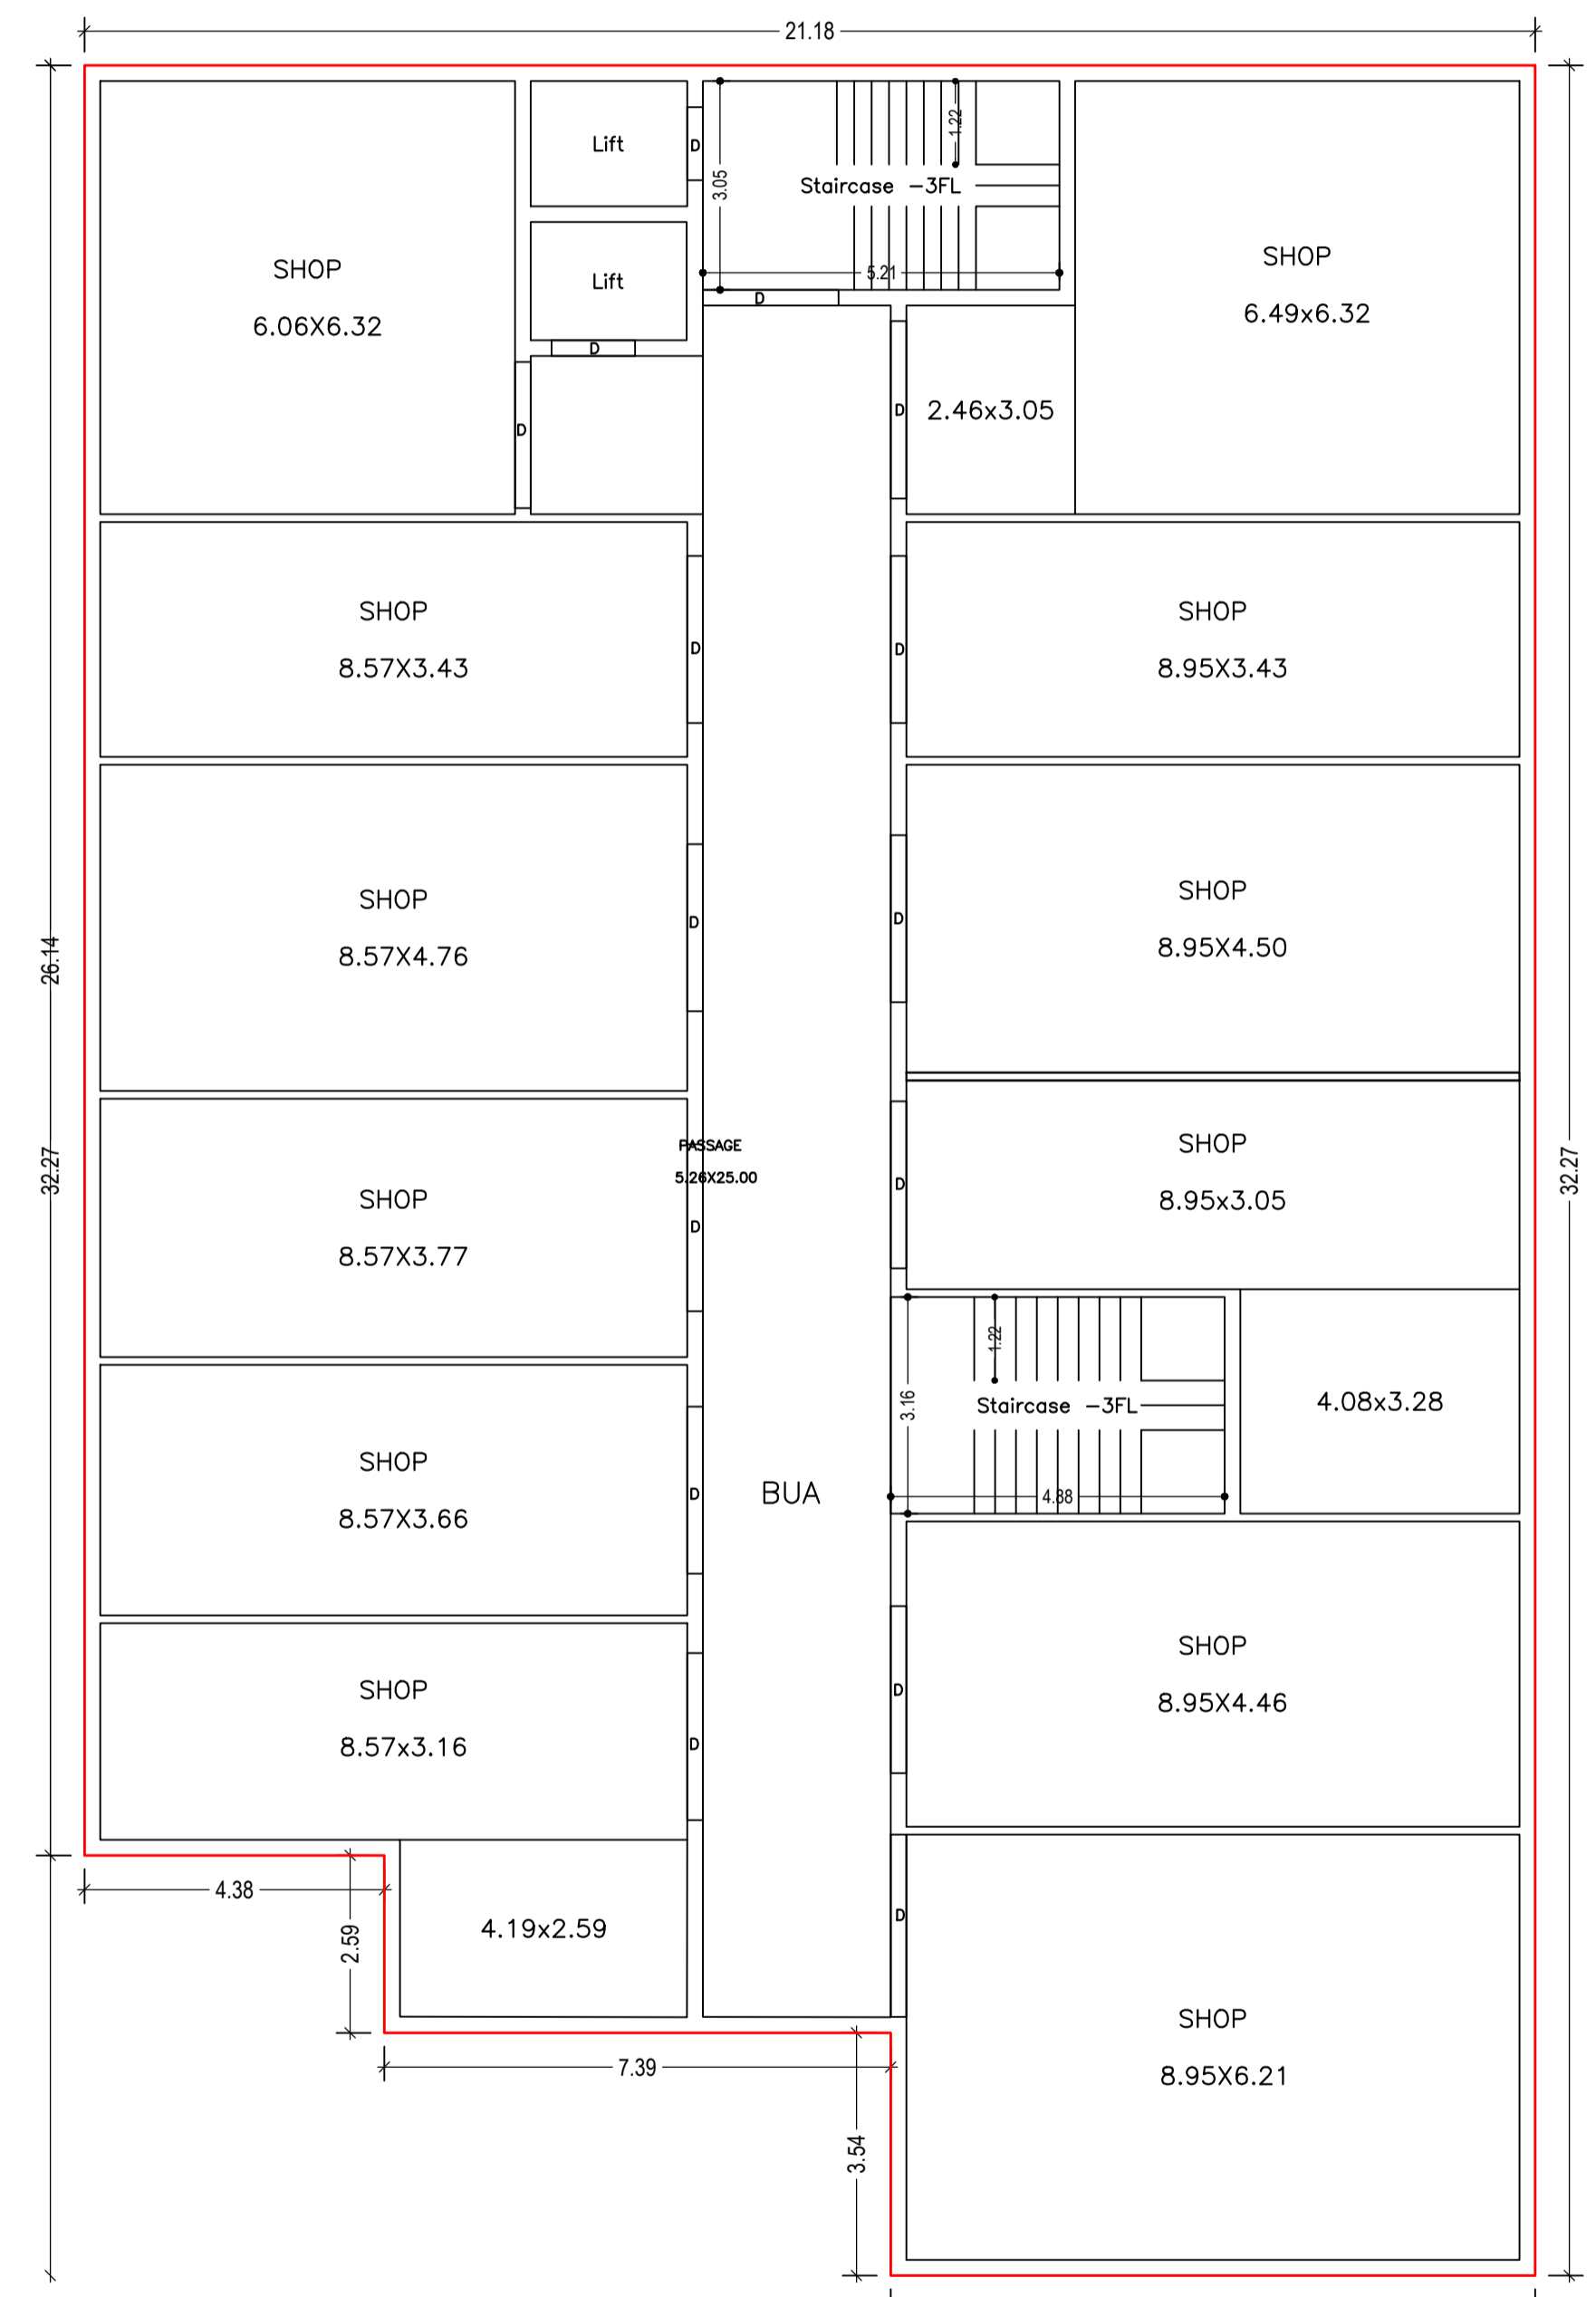 21.18
Lift
D
1.22
3.05
Staircase -3FL
SHOP
6.06X6.32
Lift
5.21
D
SHOP
6.49x6.32
D
D
D
2.46x3.05
SHOP
8.57X3.43
D
D
SHOP
8.95X3.43
SHOP
8.57X4.76
D
D
SHOP
8.95X4.50
26.14
32.27
PASSAGE
5.26X25.00
SHOP
8.95x3.05
D
32.27
SHOP
8.57X3.77
D
1.22
3.16
Staircase -3FL
4.08x3.28
4.88
SHOP
8.57X3.66
D
BUA
SHOP
8.95X4.46
D
SHOP
8.57x3.16
D
4.38
2.59
4.19x2.59
D
7.39
3.54
SHOP
8.95X6.21